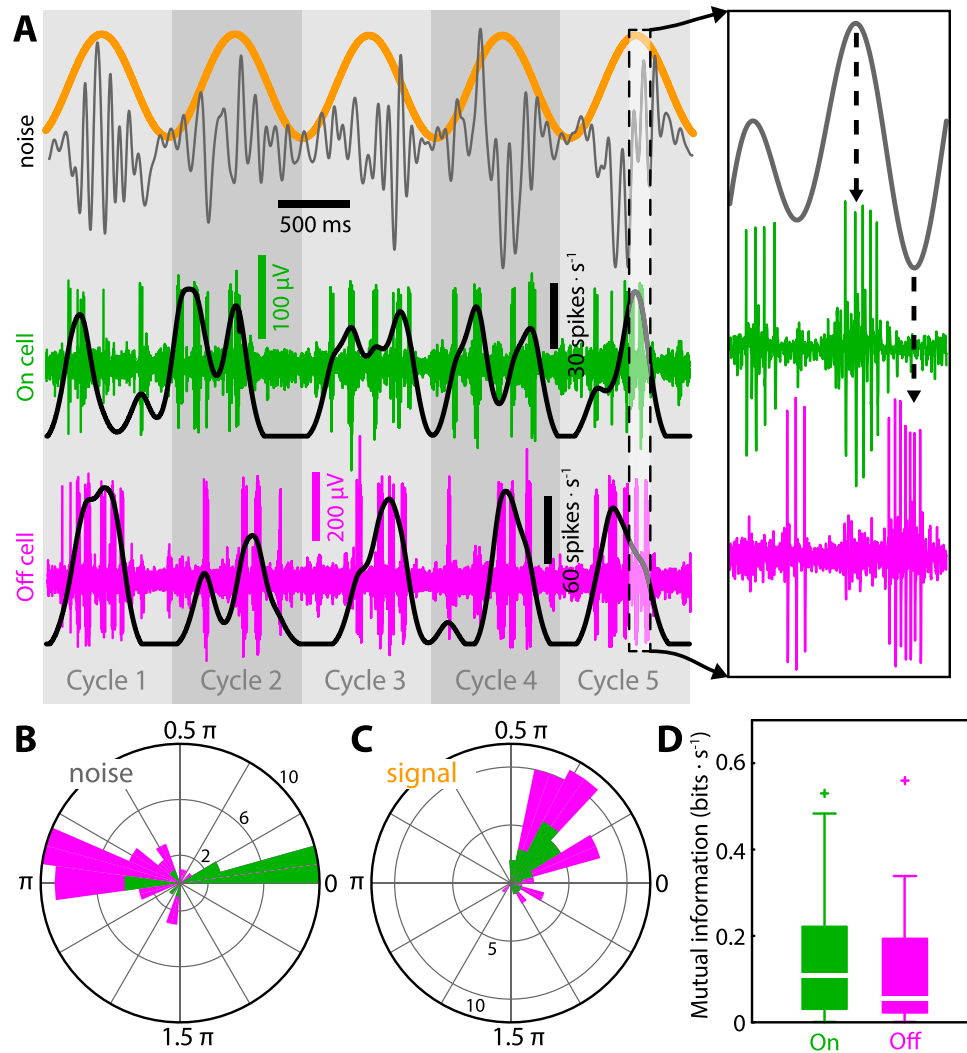 A
noise
500 ms
On cell
100 µV
30 spikes · s⁻¹
Off cell
200 µV
60 spikes · s⁻¹
Cycle 1
Cycle 2
Cycle 3
Cycle 4
Cycle 5
B
noise
0.5 π
10
6
2
π
0
1.5 π
C
signal
0.5 π
π
0
5
10
1.5 π
D
Mutual information (bits · s⁻¹)
0.6
0.4
0.2
0
On
Off